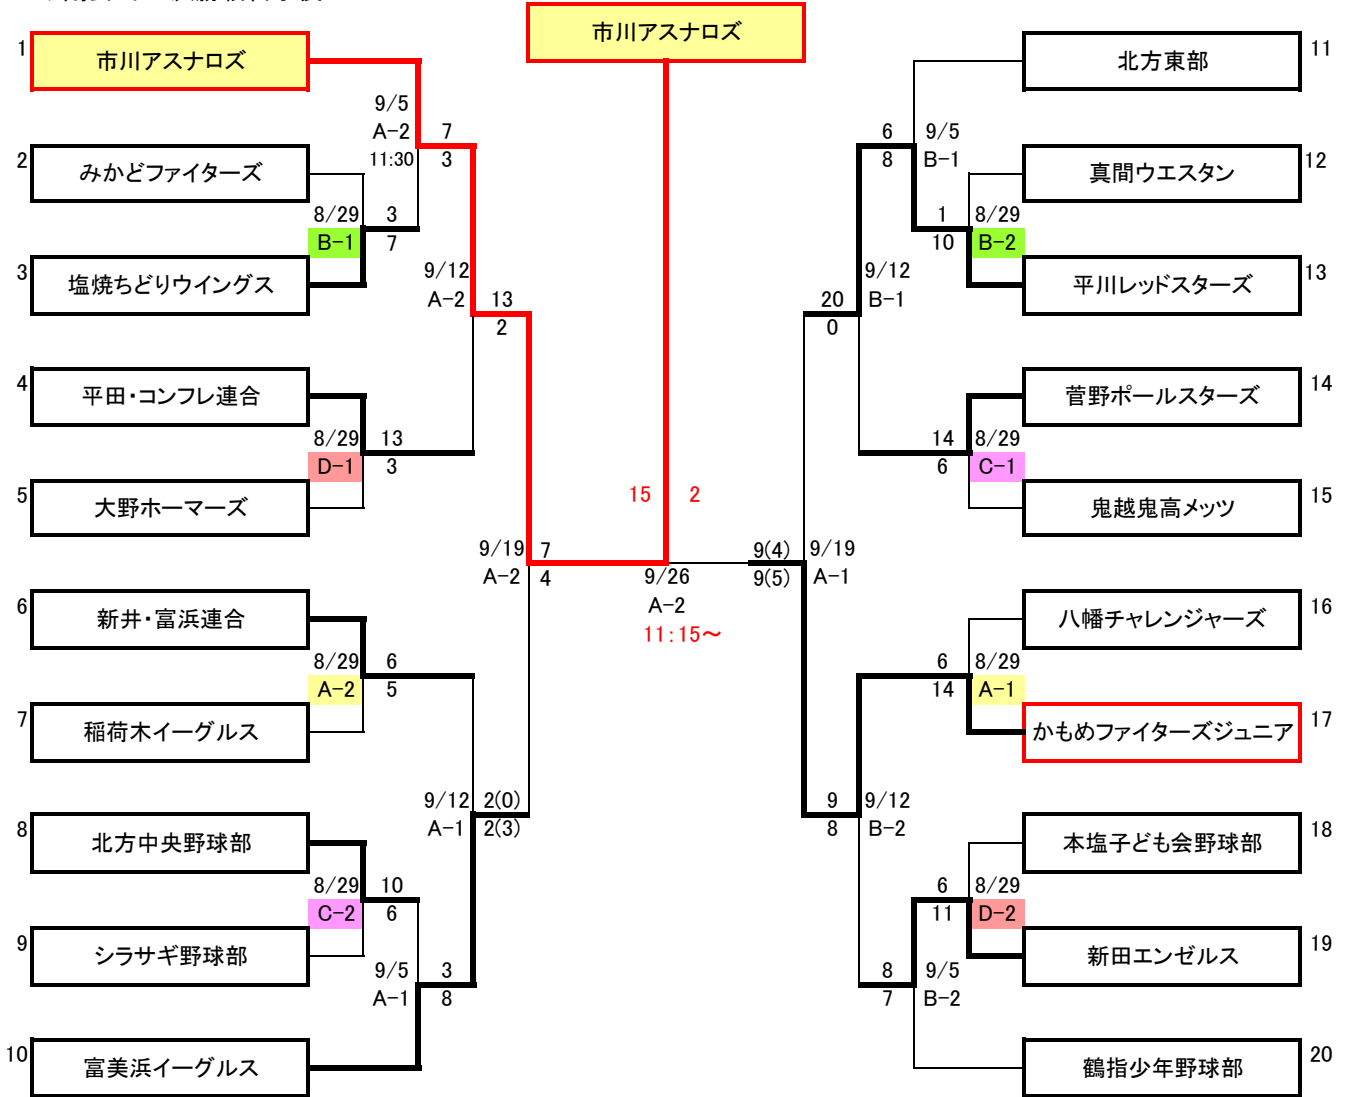 市川アスナロズ
1
市川アスナロズ
北方東部
11
9/5
A-2
11:30
7
3
6
8
9/5
B-1
2
みかどファイターズ
真間ウエスタン
12
8/29
B-1
3
7
1
10
8/29
B-2
3
塩焼ちどりウイングス
平川レッドスターズ
13
9/12
A-2
13
2
20
0
9/12
B-1
4
平田・コンフレ連合
菅野ポールスターズ
14
8/29
D-1
13
3
14
6
8/29
C-1
5
大野ホーマーズ
鬼越鬼高メッツ
15
15
2
9/19
A-2
7
4
9/26
A-2
11:15～
9(4)
9(5)
9/19
A-1
6
新井・富浜連合
八幡チャレンジャーズ
16
8/29
A-2
6
5
6
14
8/29
A-1
7
稲荷木イーグルス
かもめファイターズジュニア
17
9/12
A-1
2(0)
2(3)
9
8
9/12
B-2
8
北方中央野球部
本塩子ども会野球部
18
8/29
C-2
10
6
6
11
8/29
D-2
9
シラサギ野球部
新田エンゼルス
19
9/5
A-1
3
8
8
7
9/5
B-2
10
富美浜イーグルス
鶴指少年野球部
20